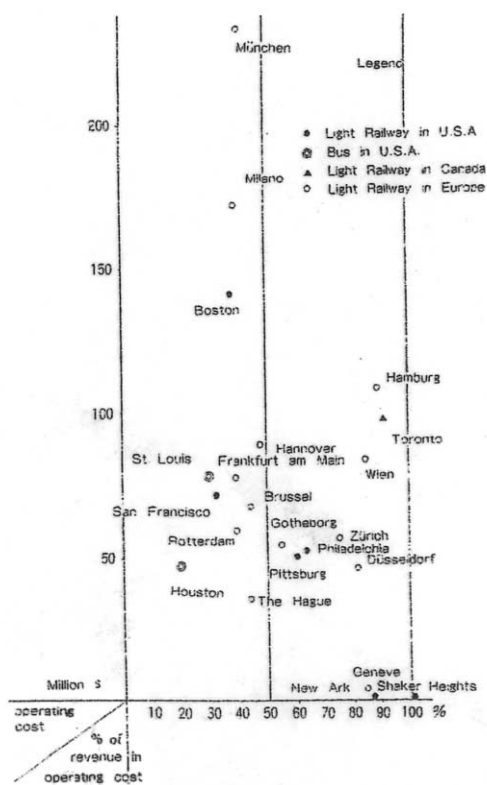 München
Legend
200
Light Railway in U.S.A
Bus in U.S.A.
Light Railway in Canada
Light Railway in Europe
Milano
150
Boston
Hamburg
100
Toronto
Hannover
St. Louis
Frankfurt am Main
Wien
San Francisco
Brussel
Gotheborg
Zürich
Rotterdam
Philadelchia
50
Pittsburg
Düsseldorf
Houston
The Hague
Geneve
Million $
New Ark
Shaker Heights
operating
cost
10 20 30 40 50 60 70 80 90 100 %
% of
revenue in
operating cost